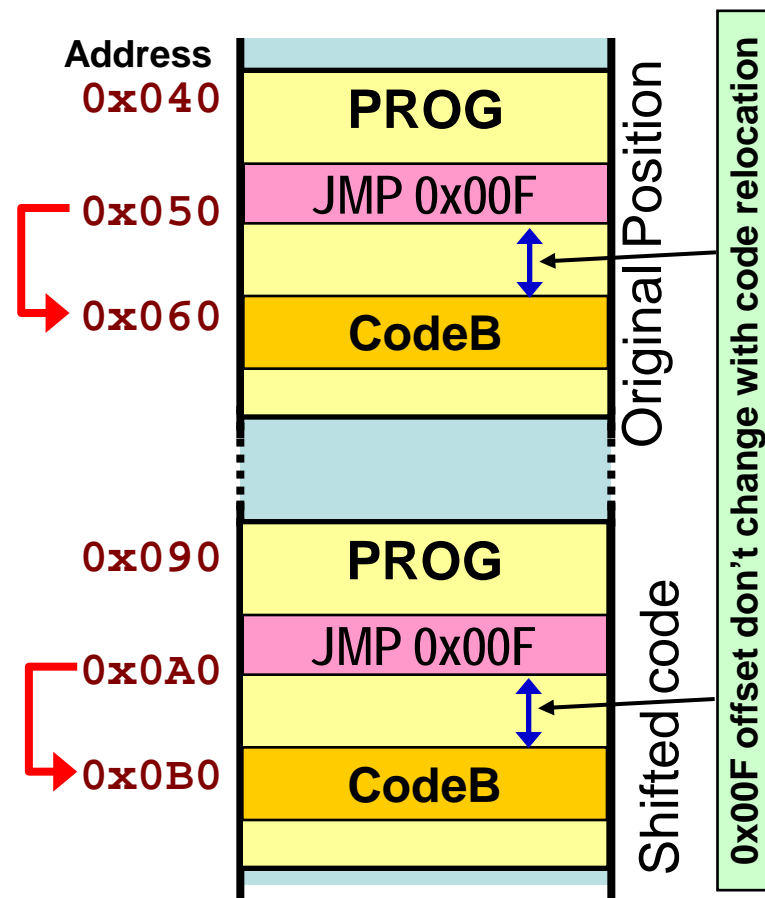 Address
0x040
PROG
0x050
JMP 0x00F
0x060
CodeB
Original Position
0x090
PROG
0x0A0
JMP 0x00F
0x0B0
CodeB
Shifted code
0x00F offset don't change with code relocation